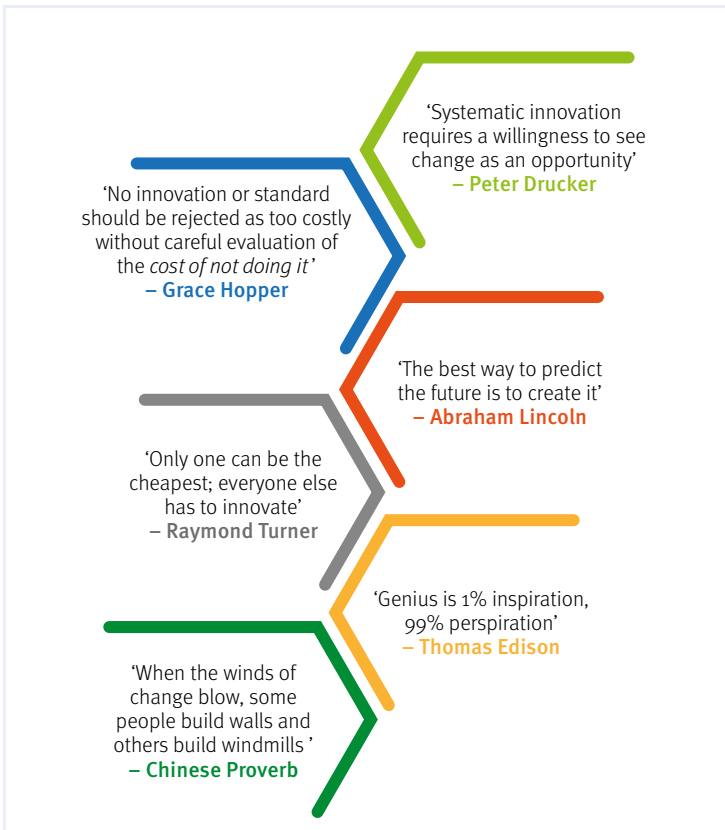 ‘Systematic innovation
requires a willingness to see
change as an opportunity’
– Peter Drucker
‘No innovation or standard
should be rejected as too costly
without careful evaluation of
the cost of not doing it’
– Grace Hopper
‘The best way to predict
the future is to create it’
– Abraham Lincoln
‘Only one can be the
cheapest; everyone else
has to innovate’
– Raymond Turner
‘Genius is 1% inspiration,
99% perspiration’
– Thomas Edison
‘When the winds of
change blow, some
people build walls and
others build windmills ’
– Chinese Proverb